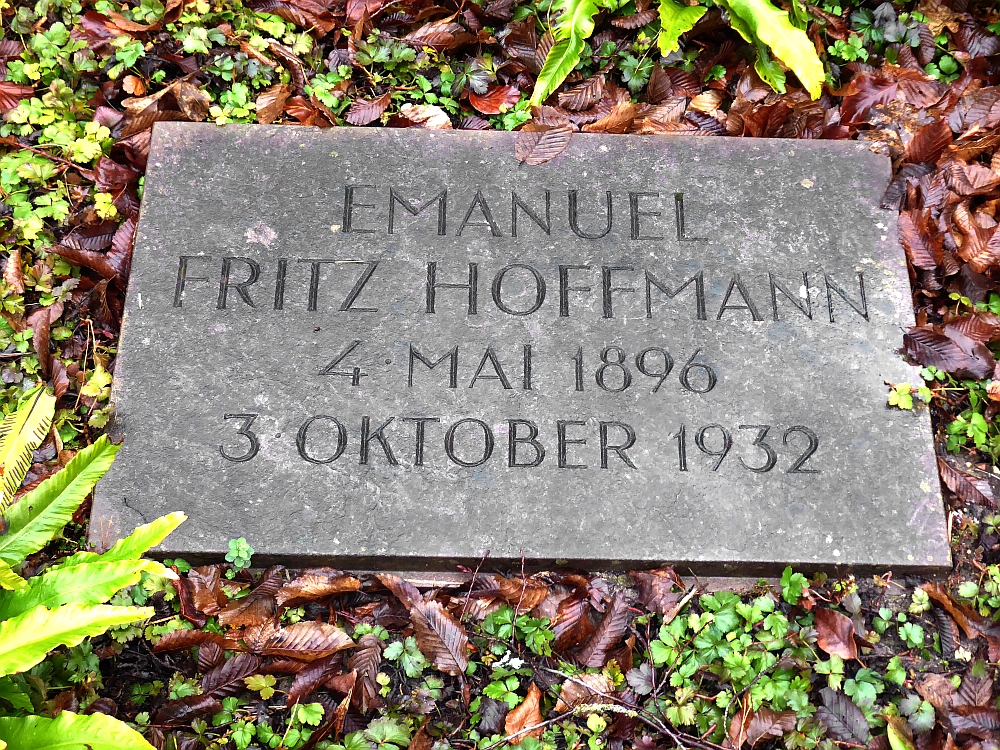 EMANUEL
FRITZ HOFFMANN
4·MAI 1896
3·OKTOBER 1932